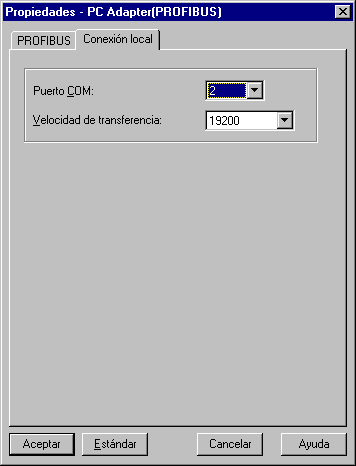 Propiedades - PC Adapter(PROFIBUS)
PROFIBUS Conexión local
Puerto COM: 2
Velocidad de transferencia: 19200
Aceptar Estándar Cancelar Ayuda